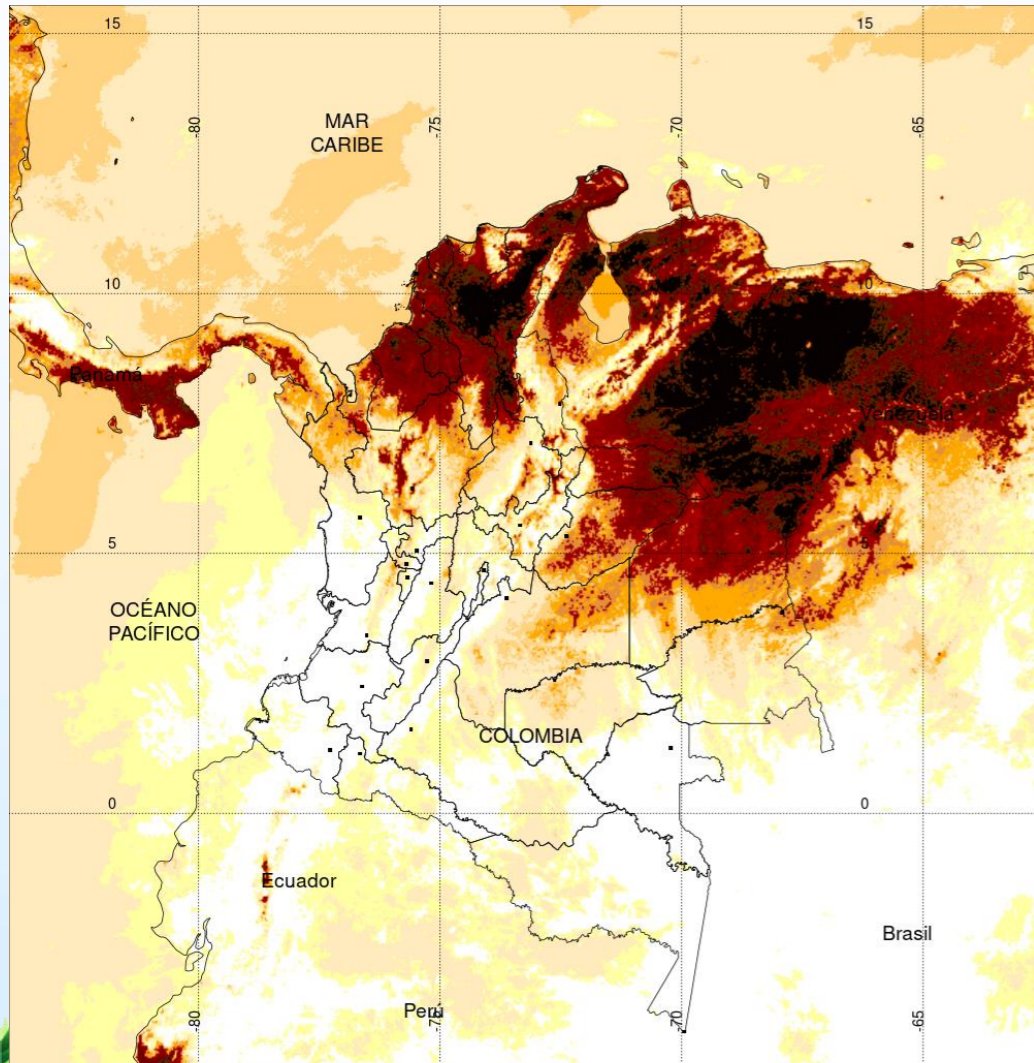 15
15
-80
-75
-70
-65
MAR
CARIBE
10
10
Panamá
Venezuela
5
5
OCÉANO
PACÍFICO
COLOMBIA
0
0
Ecuador
Brasil
Perú
-80
-75
-70
-65